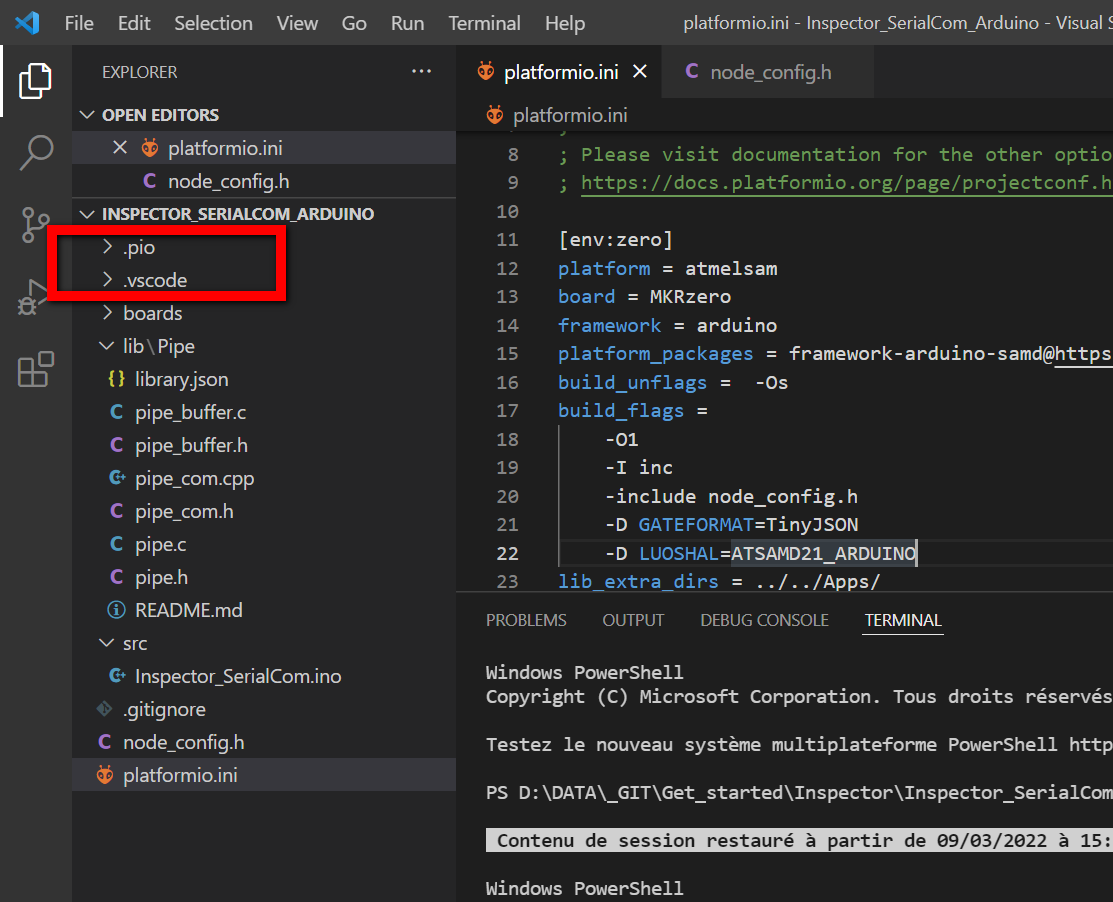 File Edit Selection View Go Run Terminal Help platformio.ini - Inspector_SerialCom_Arduino - Visual S
EXPLORER
OPEN EDITORS
platformio.ini
C node_config.h
INSPECTOR_SERIALCOM_ARDUINO
.pio
.vscode
boards
lib\Pipe
{} library.json
C pipe_buffer.c
C pipe_buffer.h
C+ pipe_com.cpp
C pipe_com.h
C pipe.c
C pipe.h
README.md
src
C+ Inspector_SerialCom.ino
.gitignore
C node_config.h
platformio.ini
platformio.ini C node_config.h
platformio.ini
8 ; Please visit documentation for the other optio
9 ; https://docs.platformio.org/page/projectconf.h
10
11 [env:zero]
12 platform = atmelsam
13 board = MKRzero
14 framework = arduino
15 platform_packages = framework-arduino-samd@https
16 build_unflags =  -Os
17 build_flags =
18 -O1
19 -I inc
20 -include node_config.h
21 -D GATEFORMAT=TinyJSON
22 -D LUOSHAL=ATSAMD21_ARDUINO
23 lib_extra_dirs = ../../Apps/
PROBLEMS OUTPUT DEBUG CONSOLE TERMINAL
Windows PowerShell
Copyright (C) Microsoft Corporation. Tous droits réservés
Testez le nouveau système multiplateforme PowerShell http
PS D:\DATA\_GIT\Get_started\Inspector\Inspector_SerialCom
Contenu de session restauré à partir de 09/03/2022 à 15:
Windows PowerShell